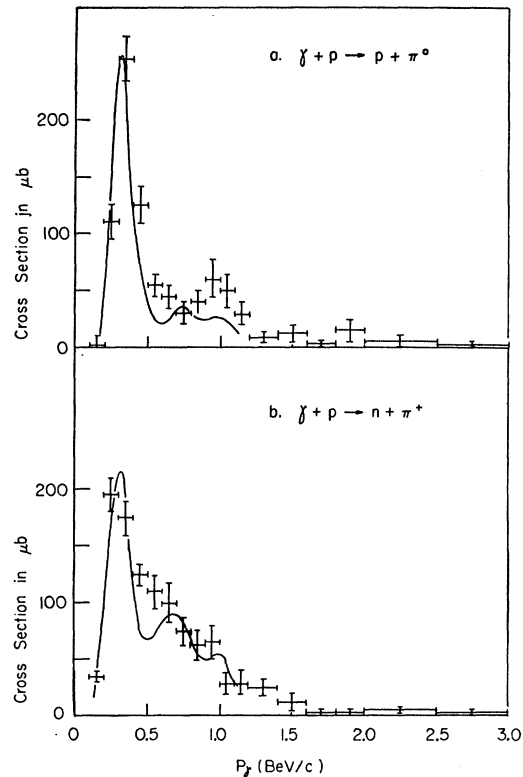 a. γ + p → p + π°
200
100
0
Cross Section jn μb
b. γ + p → n + π⁺
200
100
0
Cross Section in μb
0 0.5 1.0 1.5 2.0 2.5 3.0
Pγ (BeV/c)